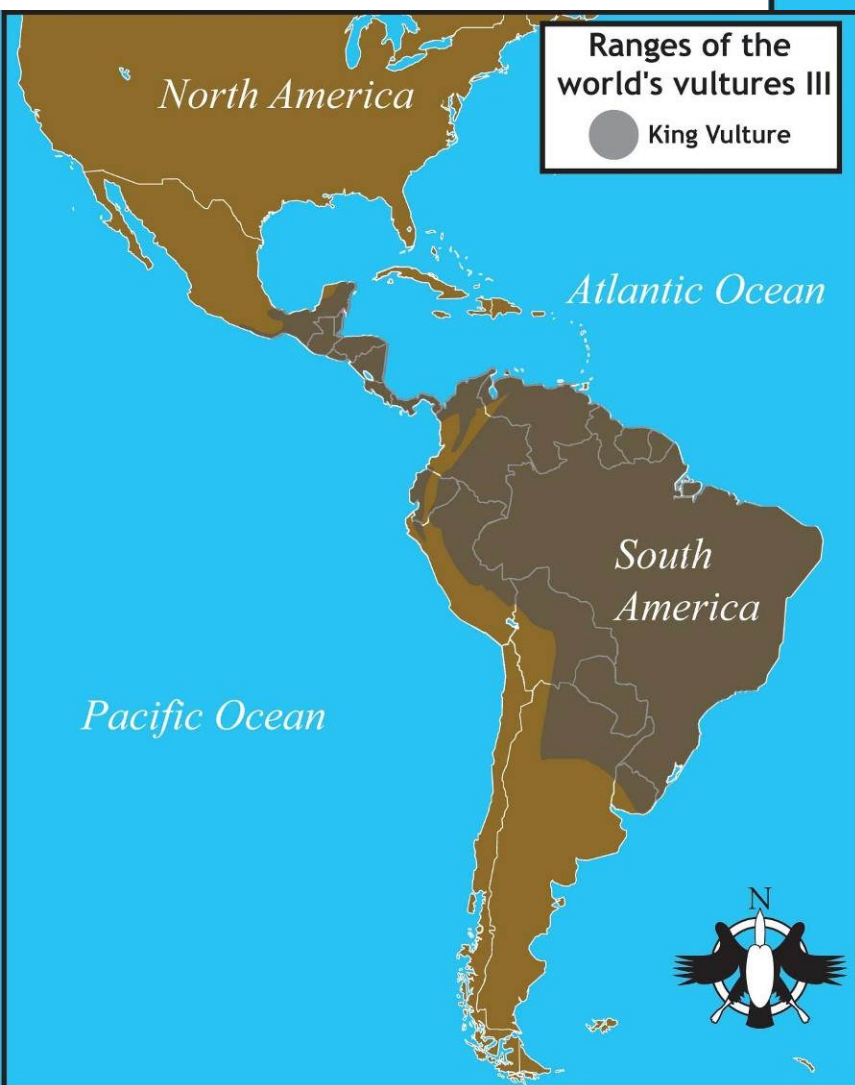 Ranges of the
world's vultures III
King Vulture
North America
Atlantic Ocean
South
America
Pacific Ocean
N